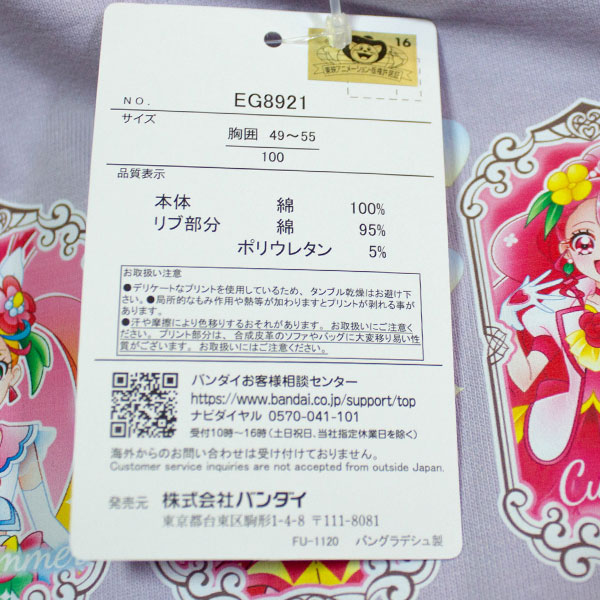 16
東映アニメーション版権許諾証
NO. EG8921
サイズ
胸囲 49～55
100
品質表示
本体 綿 100%
リブ部分 綿 95%
ポリウレタン 5%
お取扱い注意
●デリケートなプリントを使用しているため、タンブル乾燥はお避け下
さい。●局所的なもみ作用や熱等が加わりますとプリントが剥れる事が
あります。
●汗や摩擦により色移りするおそれがあります。お取扱いにご注意くだ
さい。プリント部分は、合成皮革のソファやバッグに大変移り易い性
質がございます。お取扱いにはご注意ください。
バンダイお客様相談センター
https://www.bandai.co.jp/support/top
ナビダイヤル 0570-041-101
受付10時～16時(土日祝日、当社指定休業日を除く)
海外からのお問い合わせは受け付けておりません。
Customer service inquiries are not accepted from outside Japan.
発売元 株式会社バンダイ
東京都台東区駒形1-4-8 〒111-8081
FU-1120 バングラデシュ製
mmer
Cu